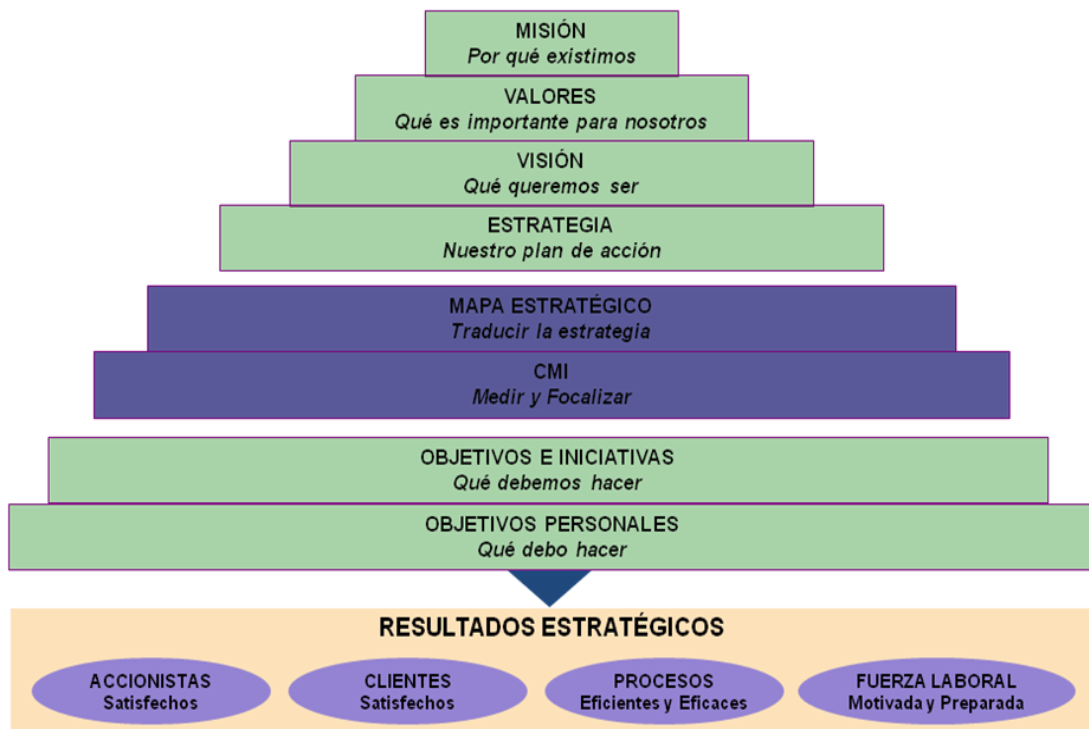 MISIÓN
Por qué existimos
VALORES
Qué es importante para nosotros
VISIÓN
Qué queremos ser
ESTRATEGIA
Nuestro plan de acción
MAPA ESTRATÉGICO
Traducir la estrategia
CMI
Medir y Focalizar
OBJETIVOS E INICIATIVAS
Qué debemos hacer
OBJETIVOS PERSONALES
Qué debo hacer
RESULTADOS ESTRATÉGICOS
ACCIONISTAS
Satisfechos
CLIENTES
Satisfechos
PROCESOS
Eficientes y Eficaces
FUERZA LABORAL
Motivada y Preparada